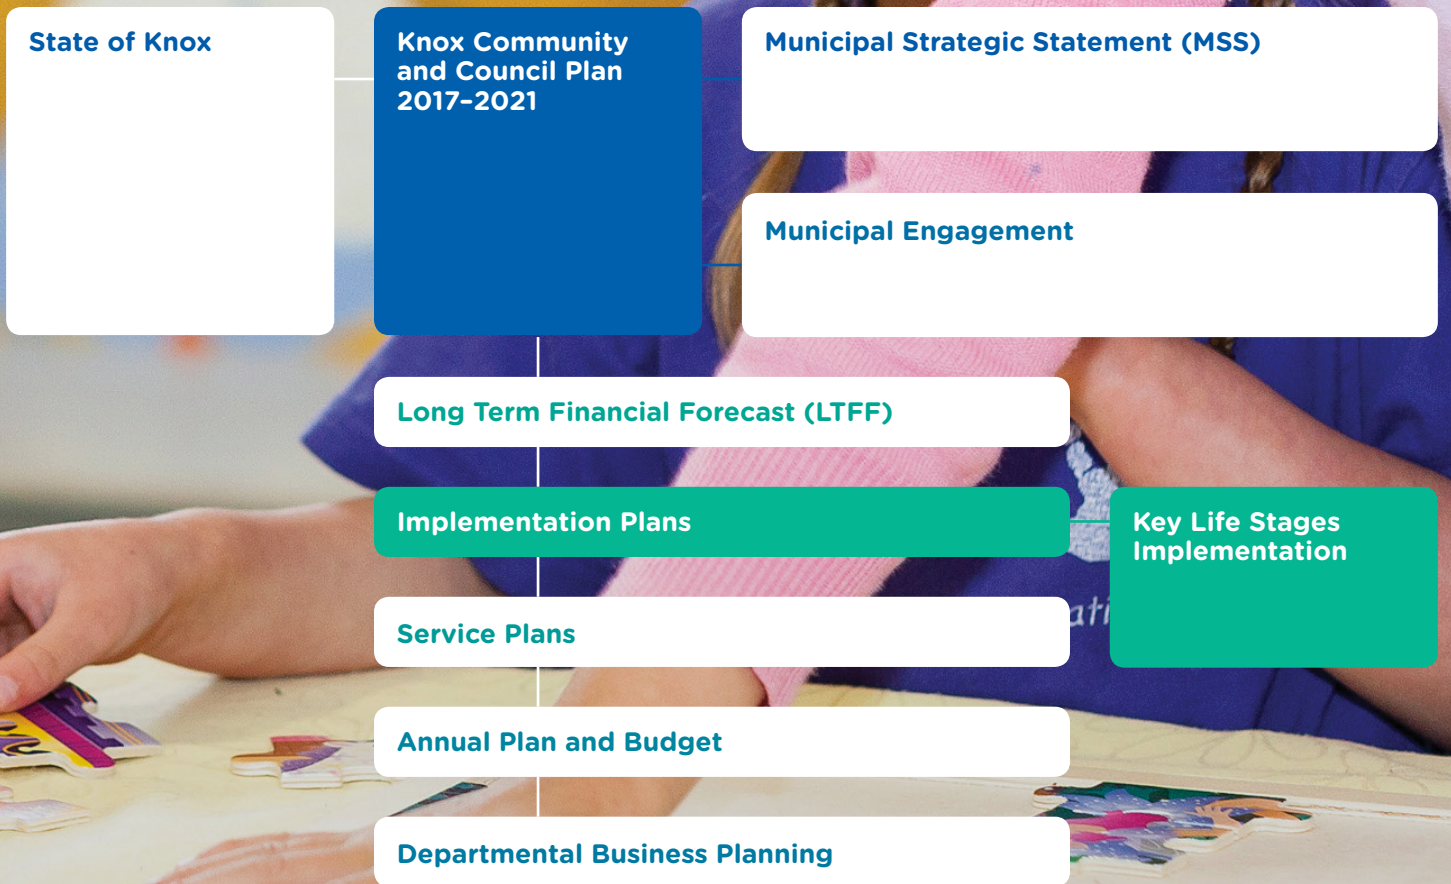 State of Knox
Knox Community
and Council Plan
2017–2021
Municipal Strategic Statement (MSS)
Municipal Engagement
Long Term Financial Forecast (LTFF)
Implementation Plans
Key Life Stages
Implementation
Service Plans
Annual Plan and Budget
Departmental Business Planning